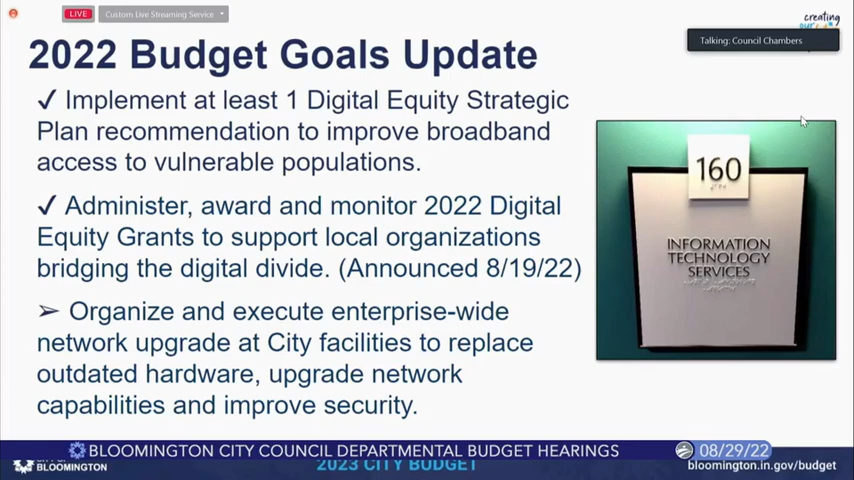 LIVE
Custom Live Streaming Service
creating
Talking: Council Chambers
2022 Budget Goals Update
✓ Implement at least 1 Digital Equity Strategic
Plan recommendation to improve broadband
access to vulnerable populations.
✓ Administer, award and monitor 2022 Digital
Equity Grants to support local organizations
bridging the digital divide. (Announced 8/19/22)
➢ Organize and execute enterprise-wide
network upgrade at City facilities to replace
outdated hardware, upgrade network
capabilities and improve security.
160
INFORMATION
TECHNOLOGY
SERVICES
BLOOMINGTON CITY COUNCIL DEPARTMENTAL BUDGET HEARINGS
08/29/22
BLOOMINGTON
2023 CITY BUDGET
bloomington.in.gov/budget